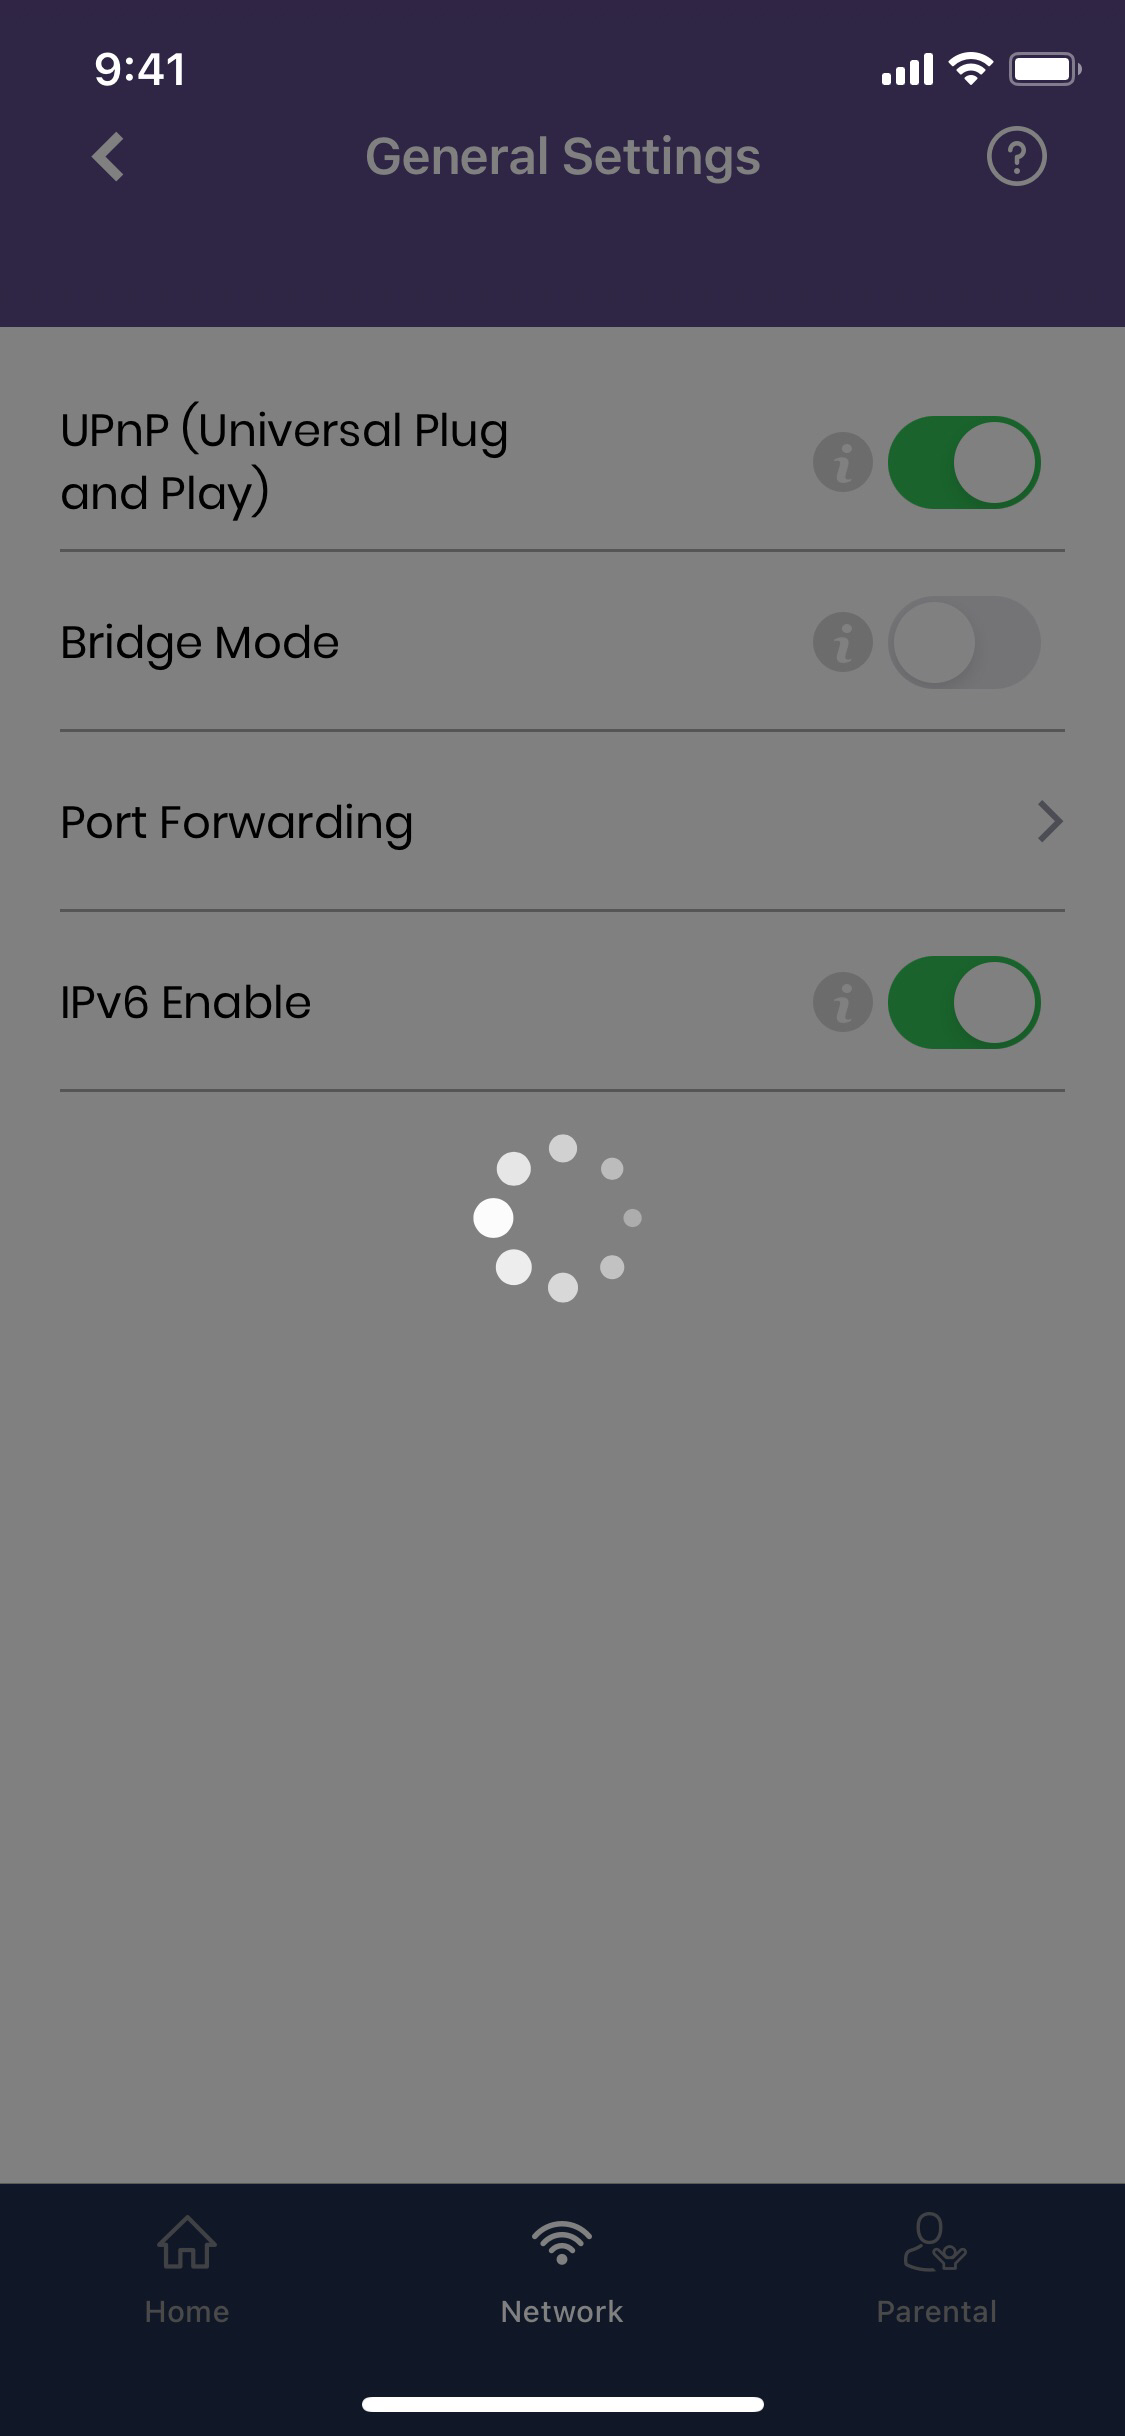 9:41
General Settings
UPnP (Universal Plug
and Play)
Bridge Mode
Port Forwarding
IPv6 Enable
Home
Network
Parental